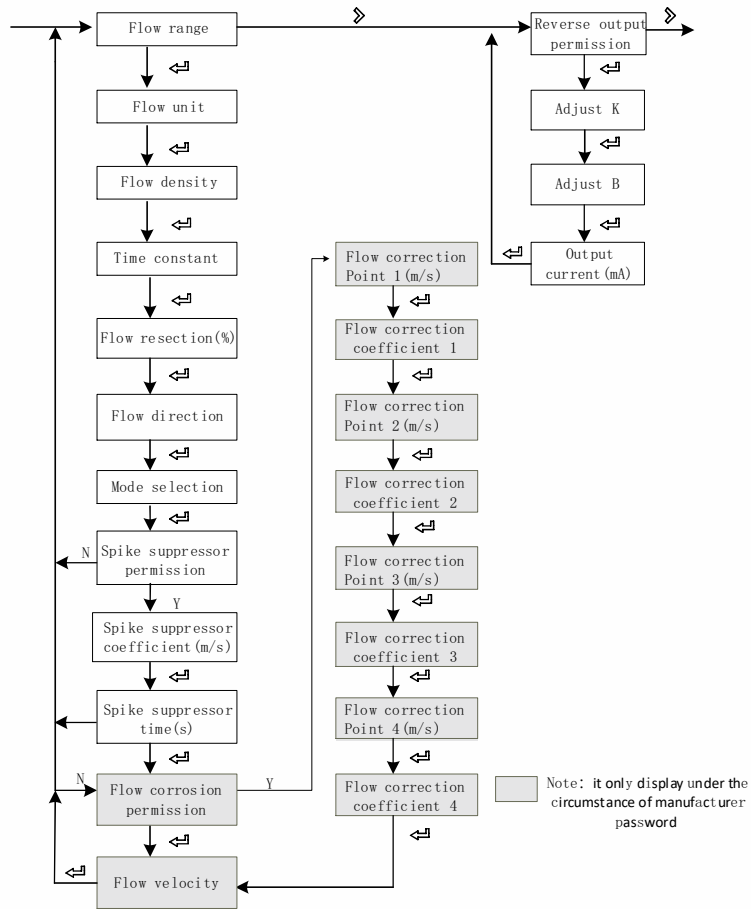 Flow range
Flow unit
Flow density
Time constant
Flow resection(%)
Flow direction
Mode selection
N
Spike suppressor
permission
Y
Spike suppressor
coefficient(m/s)
Spike suppressor
time(s)
N
Flow corrosion
permission
Y
Flow velocity
Flow correction
Point 1(m/s)
Flow correction
coefficient 1
Flow correction
Point 2(m/s)
Flow correction
coefficient 2
Flow correction
Point 3(m/s)
Flow correction
coefficient 3
Flow correction
Point 4(m/s)
Flow correction
coefficient 4
Reverse output
permission
Adjust K
Adjust B
Output
current(mA)
Note: it only display under the
circumstance of manufacturer
password